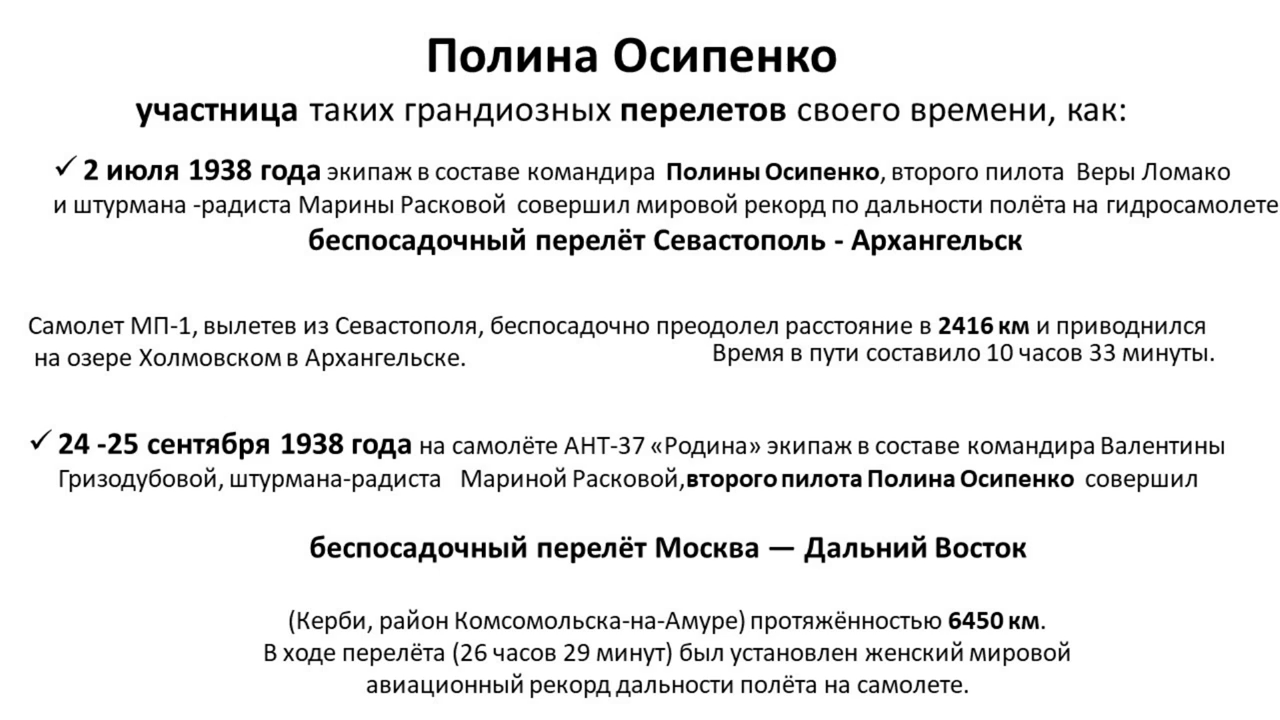 Полина Осипенко
участница таких грандиозных перелетов своего времени, как:
✓ 2 июля 1938 года экипаж в составе командира Полины Осипенко, второго пилота Веры Ломако
и штурмана -радиста Марины Расковой совершил мировой рекорд по дальности полёта на гидросамолете
беспосадочный перелёт Севастополь - Архангельск
Самолет МП-1, вылетев из Севастополя, беспосадочно преодолел расстояние в 2416 км и приводнился
на озере Холмовском в Архангельске.
Время в пути составило 10 часов 33 минуты.
✓ 24 -25 сентября 1938 года на самолёте АНТ-37 «Родина» экипаж в составе командира Валентины
Гризодубовой, штурмана-радиста Мариной Расковой,второго пилота Полина Осипенко совершил
беспосадочный перелёт Москва — Дальний Восток
(Керби, район Комсомольска-на-Амуре) протяжённостью 6450 км.
В ходе перелёта (26 часов 29 минут) был установлен женский мировой
авиационный рекорд дальности полёта на самолете.